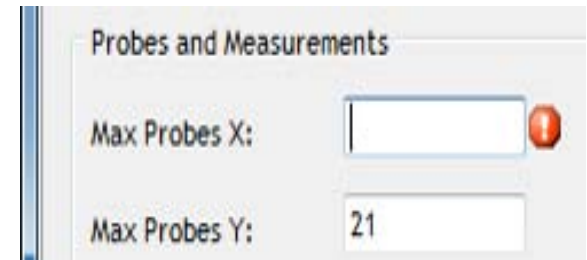 Probes and Measurements
Max Probes X:
Max Probes Y: 21